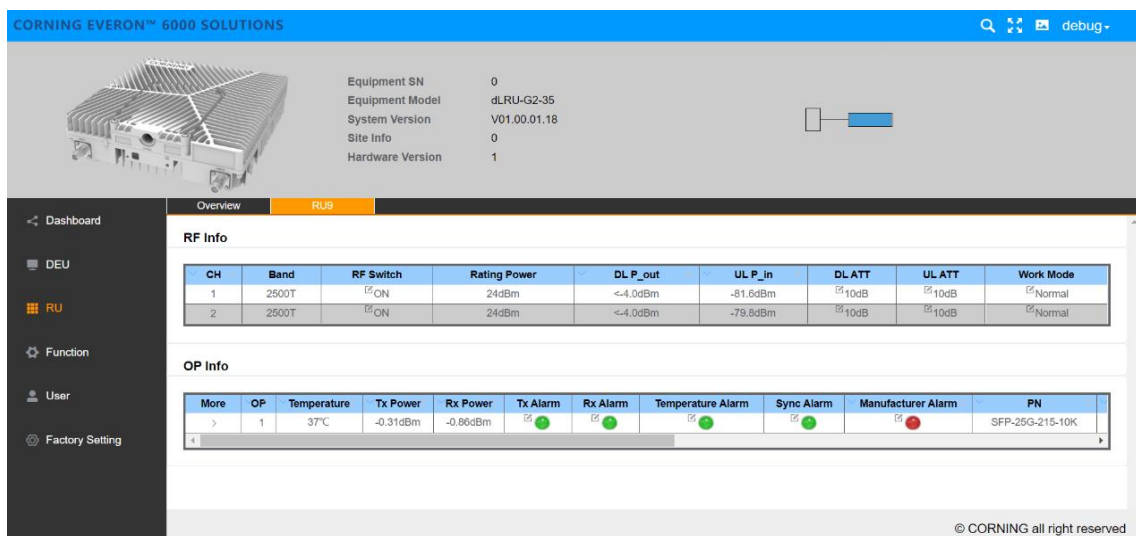 CORNING EVERON™ 6000 SOLUTIONS debug
Equipment SN 0
Equipment Model dLRU-G2-35
System Version V01.00.01.18
Site Info 0
Hardware Version 1
Overview RU9
Dashboard
DEU
RU
Function
User
Factory Setting
RF Info
CH Band RF Switch Rating Power DL P_out UL P_in DL ATT UL ATT Work Mode
1 2500T ON 24dBm <-4.0dBm -81.6dBm 10dB 10dB Normal
2 2500T ON 24dBm <-4.0dBm -79.8dBm 10dB 10dB Normal
OP Info
More OP Temperature Tx Power Rx Power Tx Alarm Rx Alarm Temperature Alarm Sync Alarm Manufacturer Alarm PN
> 1 37℃ -0.31dBm -0.86dBm SFP-25G-215-10K
© CORNING all right reserved